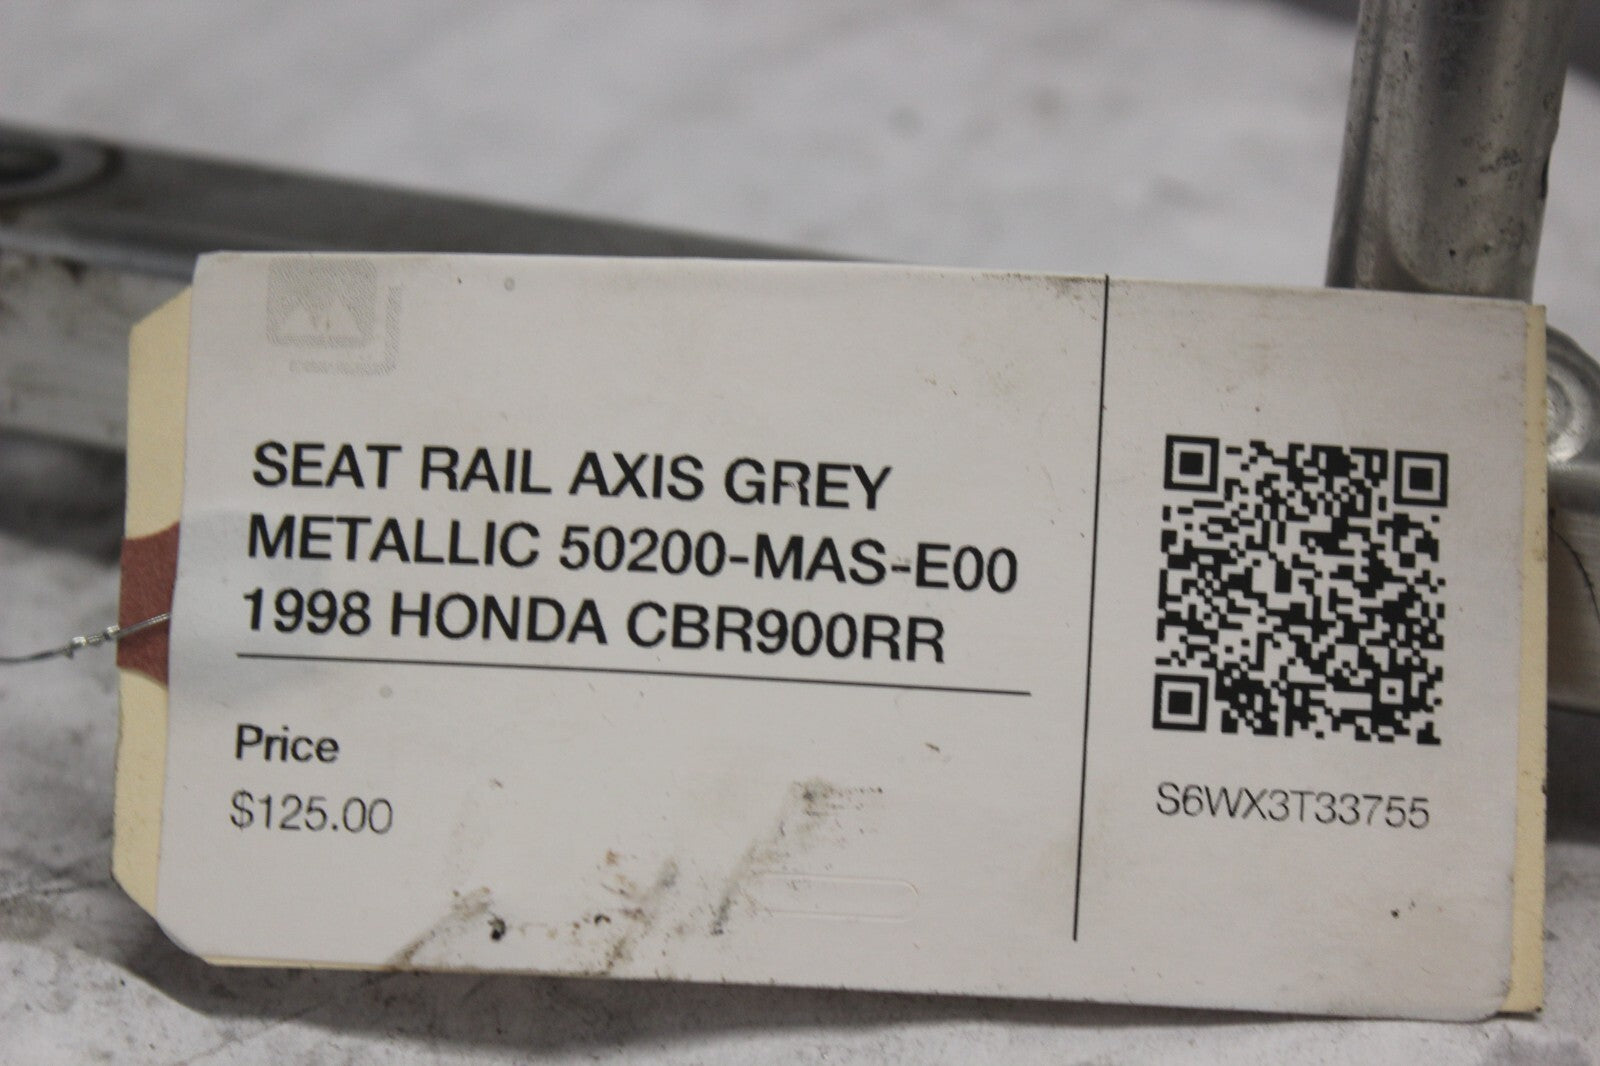 SEAT RAIL AXIS GREY
METALLIC 50200-MAS-E00
1998 HONDA CBR900RR
Price
$125.00
S6WX3T33755